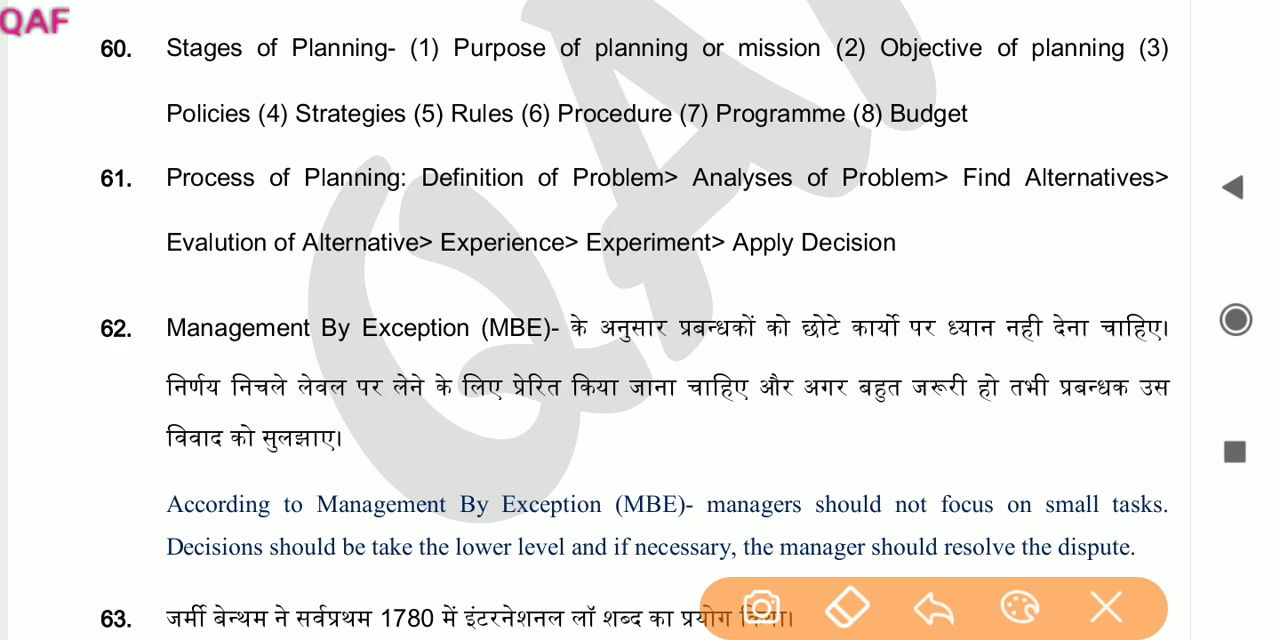 QAF
60. Stages of Planning- (1) Purpose of planning or mission (2) Objective of planning (3)
Policies (4) Strategies (5) Rules (6) Procedure (7) Programme (8) Budget
61. Process of Planning: Definition of Problem> Analyses of Problem> Find Alternatives>
Evalution of Alternative> Experience> Experiment> Apply Decision
62. Management By Exception (MBE)- के अनुसार प्रबन्धकों को छोटे कार्यो पर ध्यान नही देना चाहिए।
निर्णय निचले लेवल पर लेने के लिए प्रेरित किया जाना चाहिए और अगर बहुत जरूरी हो तभी प्रबन्धक उस
विवाद को सुलझाए।
According to Management By Exception (MBE)- managers should not focus on small tasks.
Decisions should be take the lower level and if necessary, the manager should resolve the dispute.
63. जर्मी बेन्थम ने सर्वप्रथम 1780 में इंटरनेशनल लॉ शब्द का प्रयोग किया।